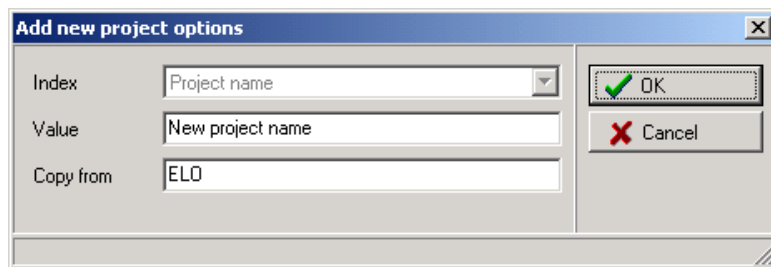 Add new project options
Index
Project name
OK
Value
New project name
Cancel
Copy from
ELO